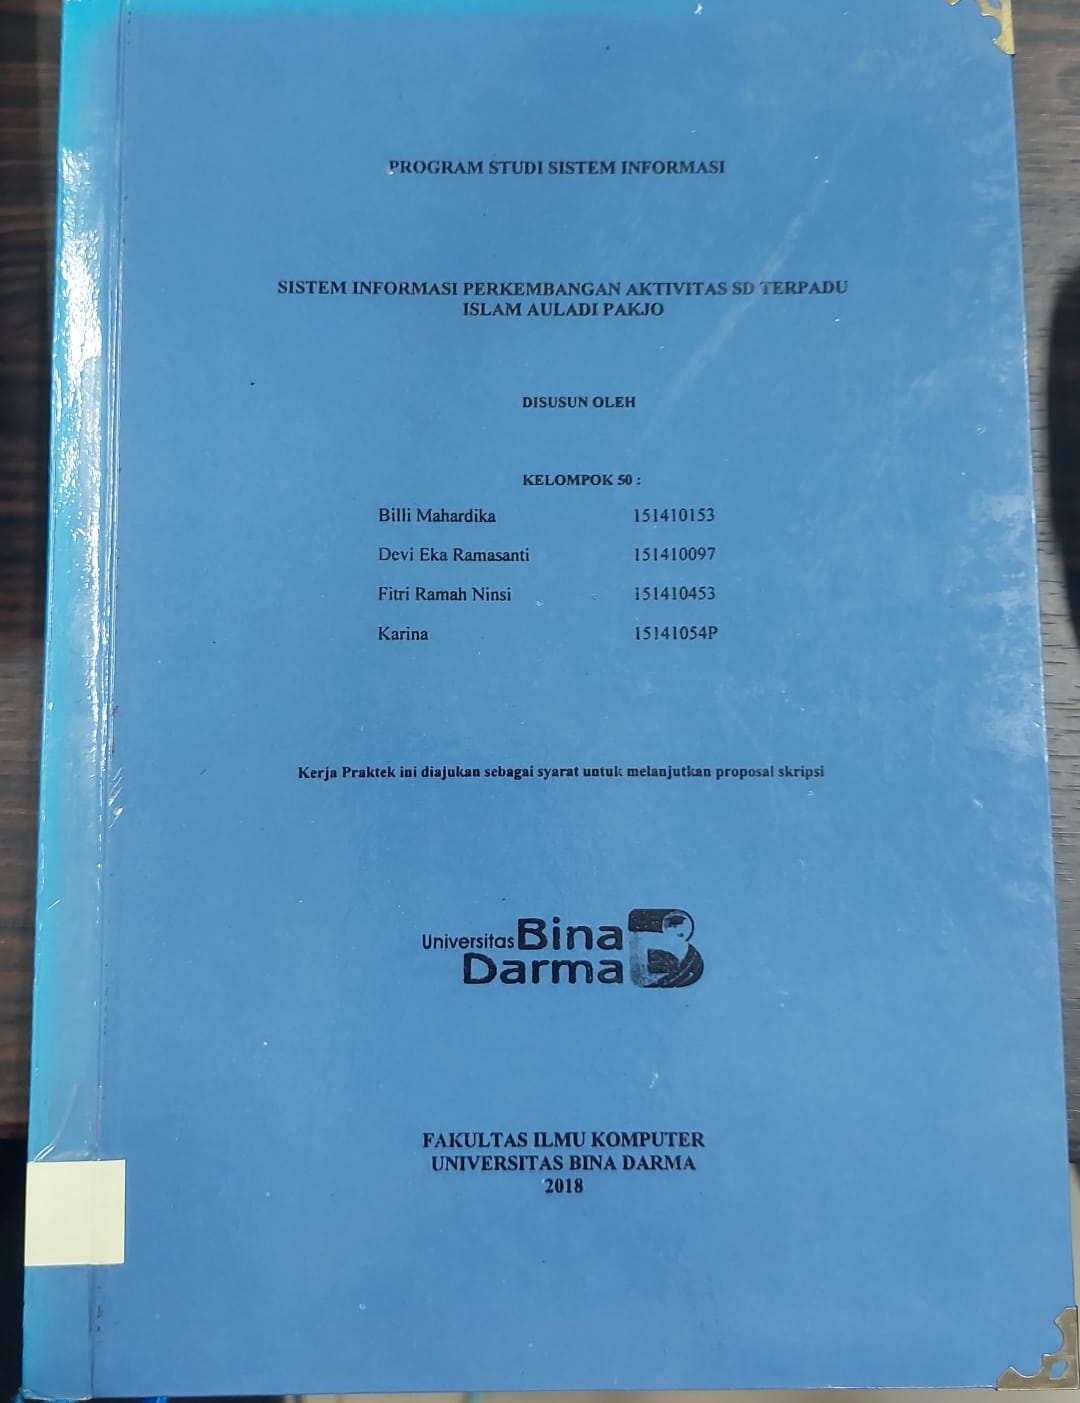 PROGRAM STUDI SISTEM INFORMASI
SISTEM INFORMASI PERKEMBANGAN AKTIVITAS SD TERPADU
ISLAM AULADI PAKJO
DISUSUN OLEH
KELOMPOK 50 :
Billi Mahardika 151410153
Devi Eka Ramasanti 151410097
Fitri Ramah Ninsi 151410453
Karina 15141054P
Kerja Praktek ini diajukan sebagai syarat untuk melanjutkan proposal skripsi
Universitas Bina
Darma
FAKULTAS ILMU KOMPUTER
UNIVERSITAS BINA DARMA
2018